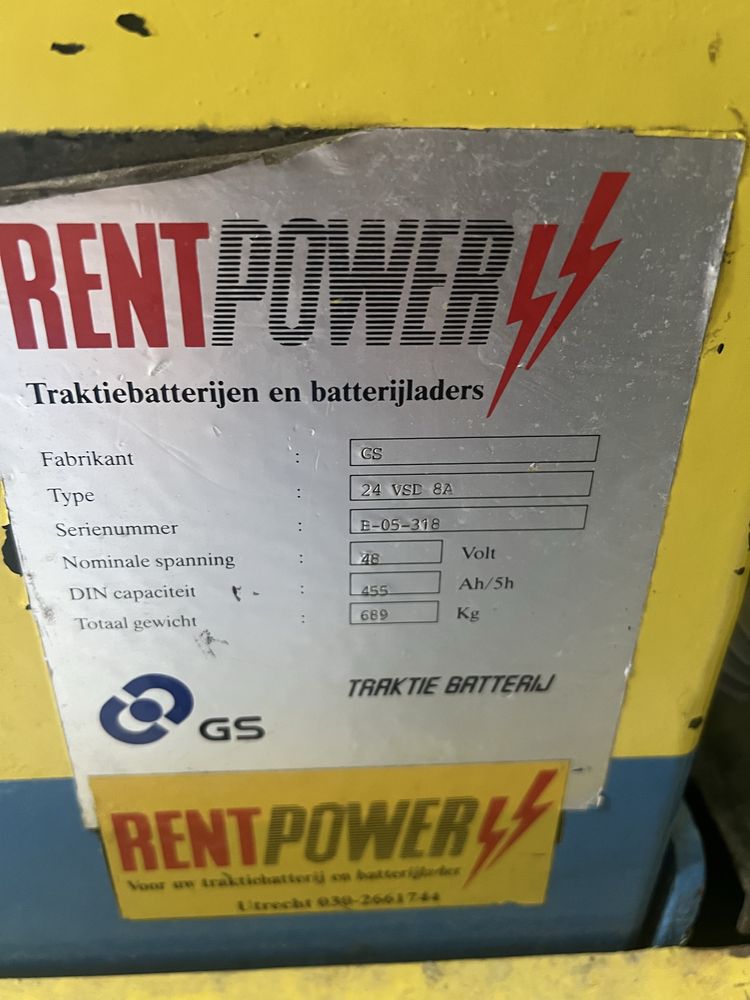 RENTPOWER
Traktiebatterijen en batterijladers
Fabrikant : GS
Type : 24 VSD 8A
Serienummer : E-05-318
Nominale spanning : 48 Volt
DIN capaciteit : 455 Ah/5h
Totaal gewicht : 689 Kg
TRAKTIE BATTERIJ
GS
RENTPOWER
Voor uw traktiebatterij en batterijlader
Utrecht 030-2661744